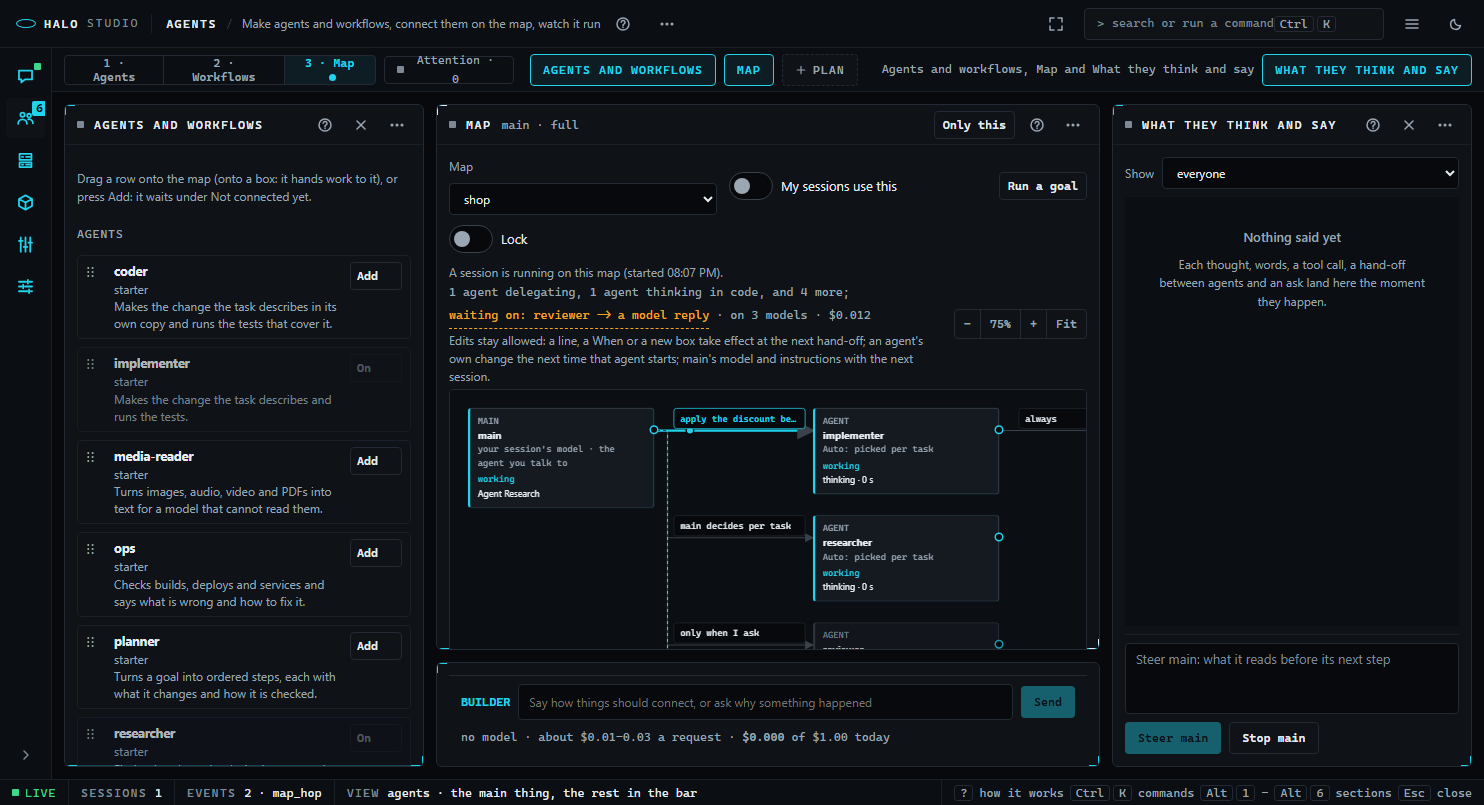 HALO STUDIO AGENTS / Make agents and workflows, connect them on the map, watch it run
> search or run a command Ctrl K
1 · Agents
2 · Workflows
3 · Map
Attention · 0
AGENTS AND WORKFLOWS
MAP
+ PLAN
Agents and workflows, Map and What they think and say
WHAT THEY THINK AND SAY
6
AGENTS AND WORKFLOWS
Drag a row onto the map (onto a box: it hands work to it), or
press Add: it waits under Not connected yet.
AGENTS
coder
starter
Makes the change the task describes in its
own copy and runs the tests that cover it.
Add
implementer
starter
Makes the change the task describes and
runs the tests.
On
media-reader
starter
Turns images, audio, video and PDFs into
text for a model that cannot read them.
Add
ops
starter
Checks builds, deploys and services and
says what is wrong and how to fix it.
Add
planner
starter
Turns a goal into ordered steps, each with
what it changes and how it is checked.
Add
researcher
starter
On
MAP main · full
Only this
Map
shop
My sessions use this
Run a goal
Lock
A session is running on this map (started 08:07 PM).
1 agent delegating, 1 agent thinking in code, and 4 more;
waiting on: reviewer → a model reply · on 3 models · $0.012
− 75% + Fit
Edits stay allowed: a line, a When or a new box take effect at the next hand-off; an agent's
own change the next time that agent starts; main's model and instructions with the next
session.
MAIN
main
your session's model · the
agent you talk to
working
Agent Research
apply the discount be…
AGENT
implementer
Auto: picked per task
working
thinking · 0 s
always
main decides per task
AGENT
researcher
Auto: picked per task
working
thinking · 0 s
only when I ask
AGENT
BUILDER
Say how things should connect, or ask why something happened
Send
no model · about $0.01–0.03 a request · $0.000 of $1.00 today
WHAT THEY THINK AND SAY
Show
everyone
Nothing said yet
Each thought, words, a tool call, a hand-off
between agents and an ask land here the moment
they happen.
Steer main: what it reads before its next step
Steer main
Stop main
LIVE
SESSIONS 1
EVENTS 2 · map_hop
VIEW agents · the main thing, the rest in the bar
? how it works Ctrl K commands Alt 1 – Alt 6 sections Esc close